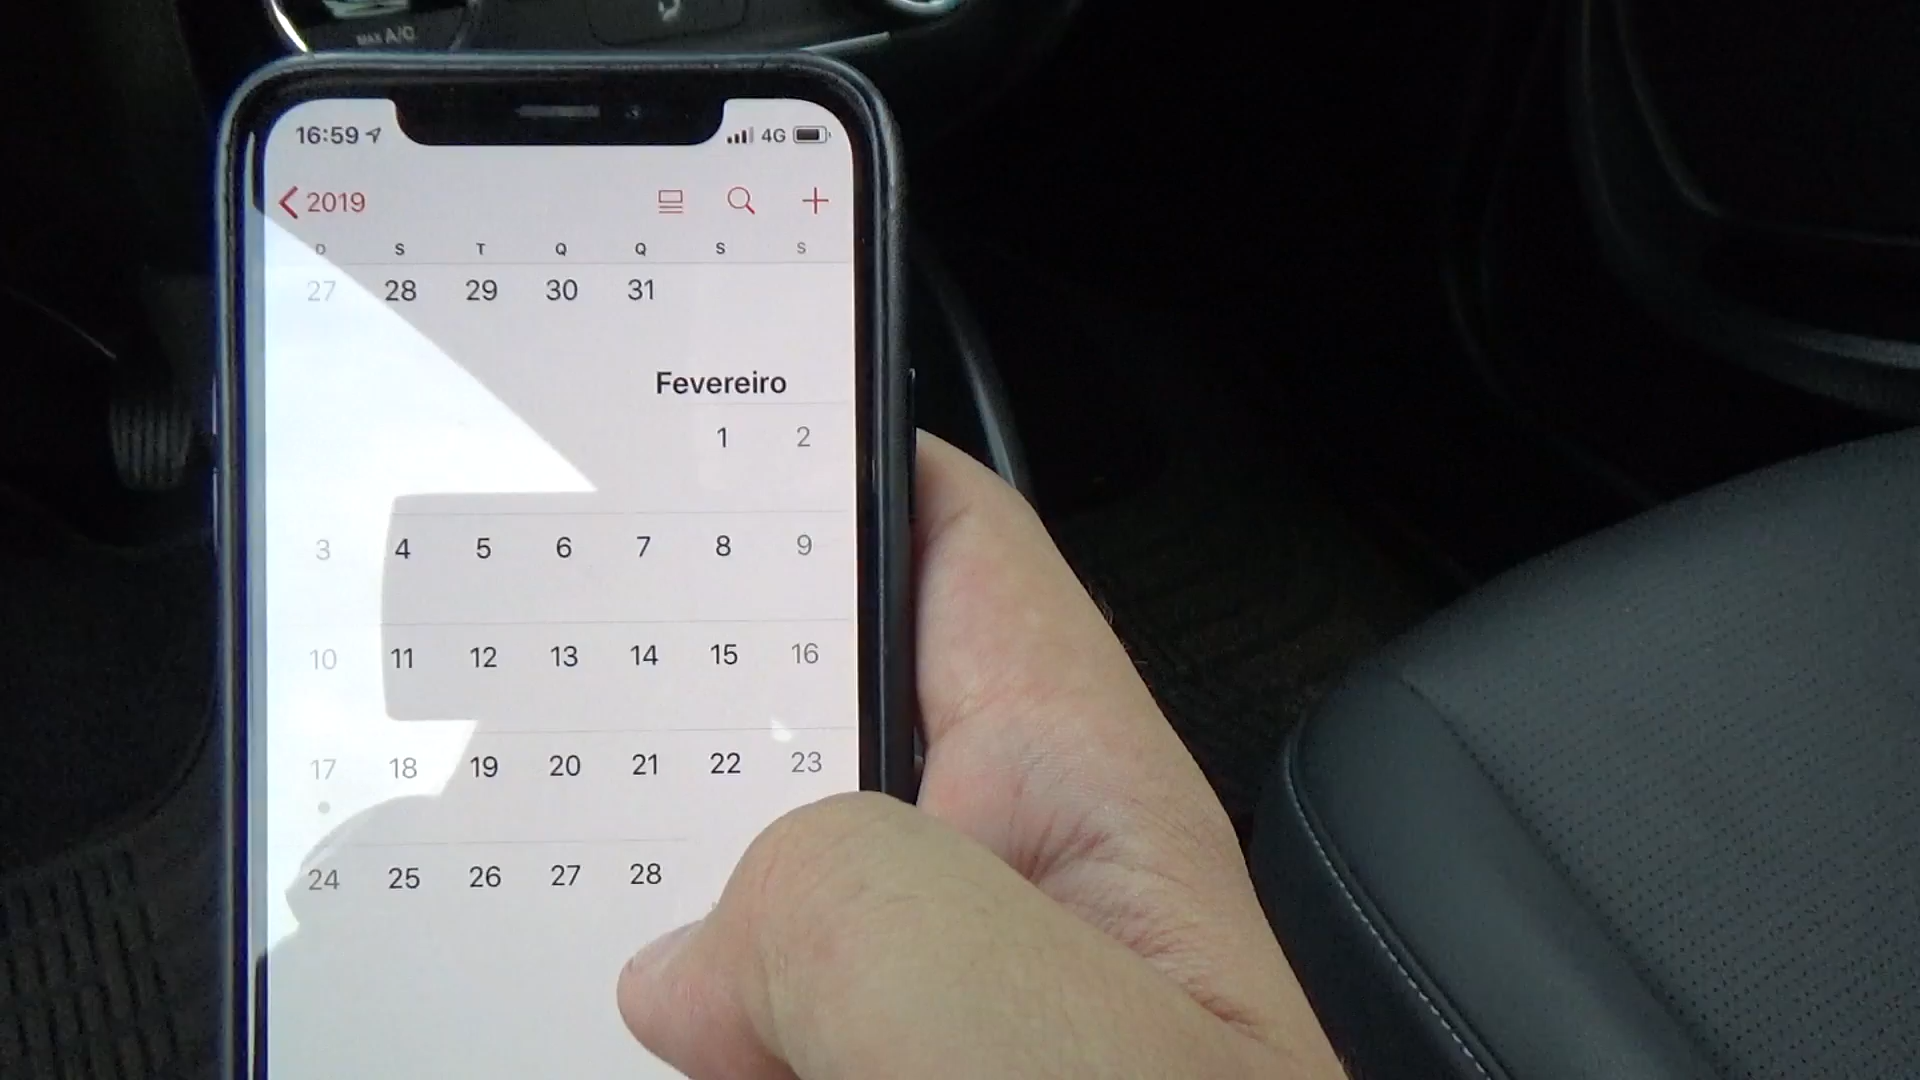 MAX A/C
16:59 4G
2019
D S T Q Q S S
27 28 29 30 31
Fevereiro
1 2
3 4 5 6 7 8 9
10 11 12 13 14 15 16
17 18 19 20 21 22 23
24 25 26 27 28